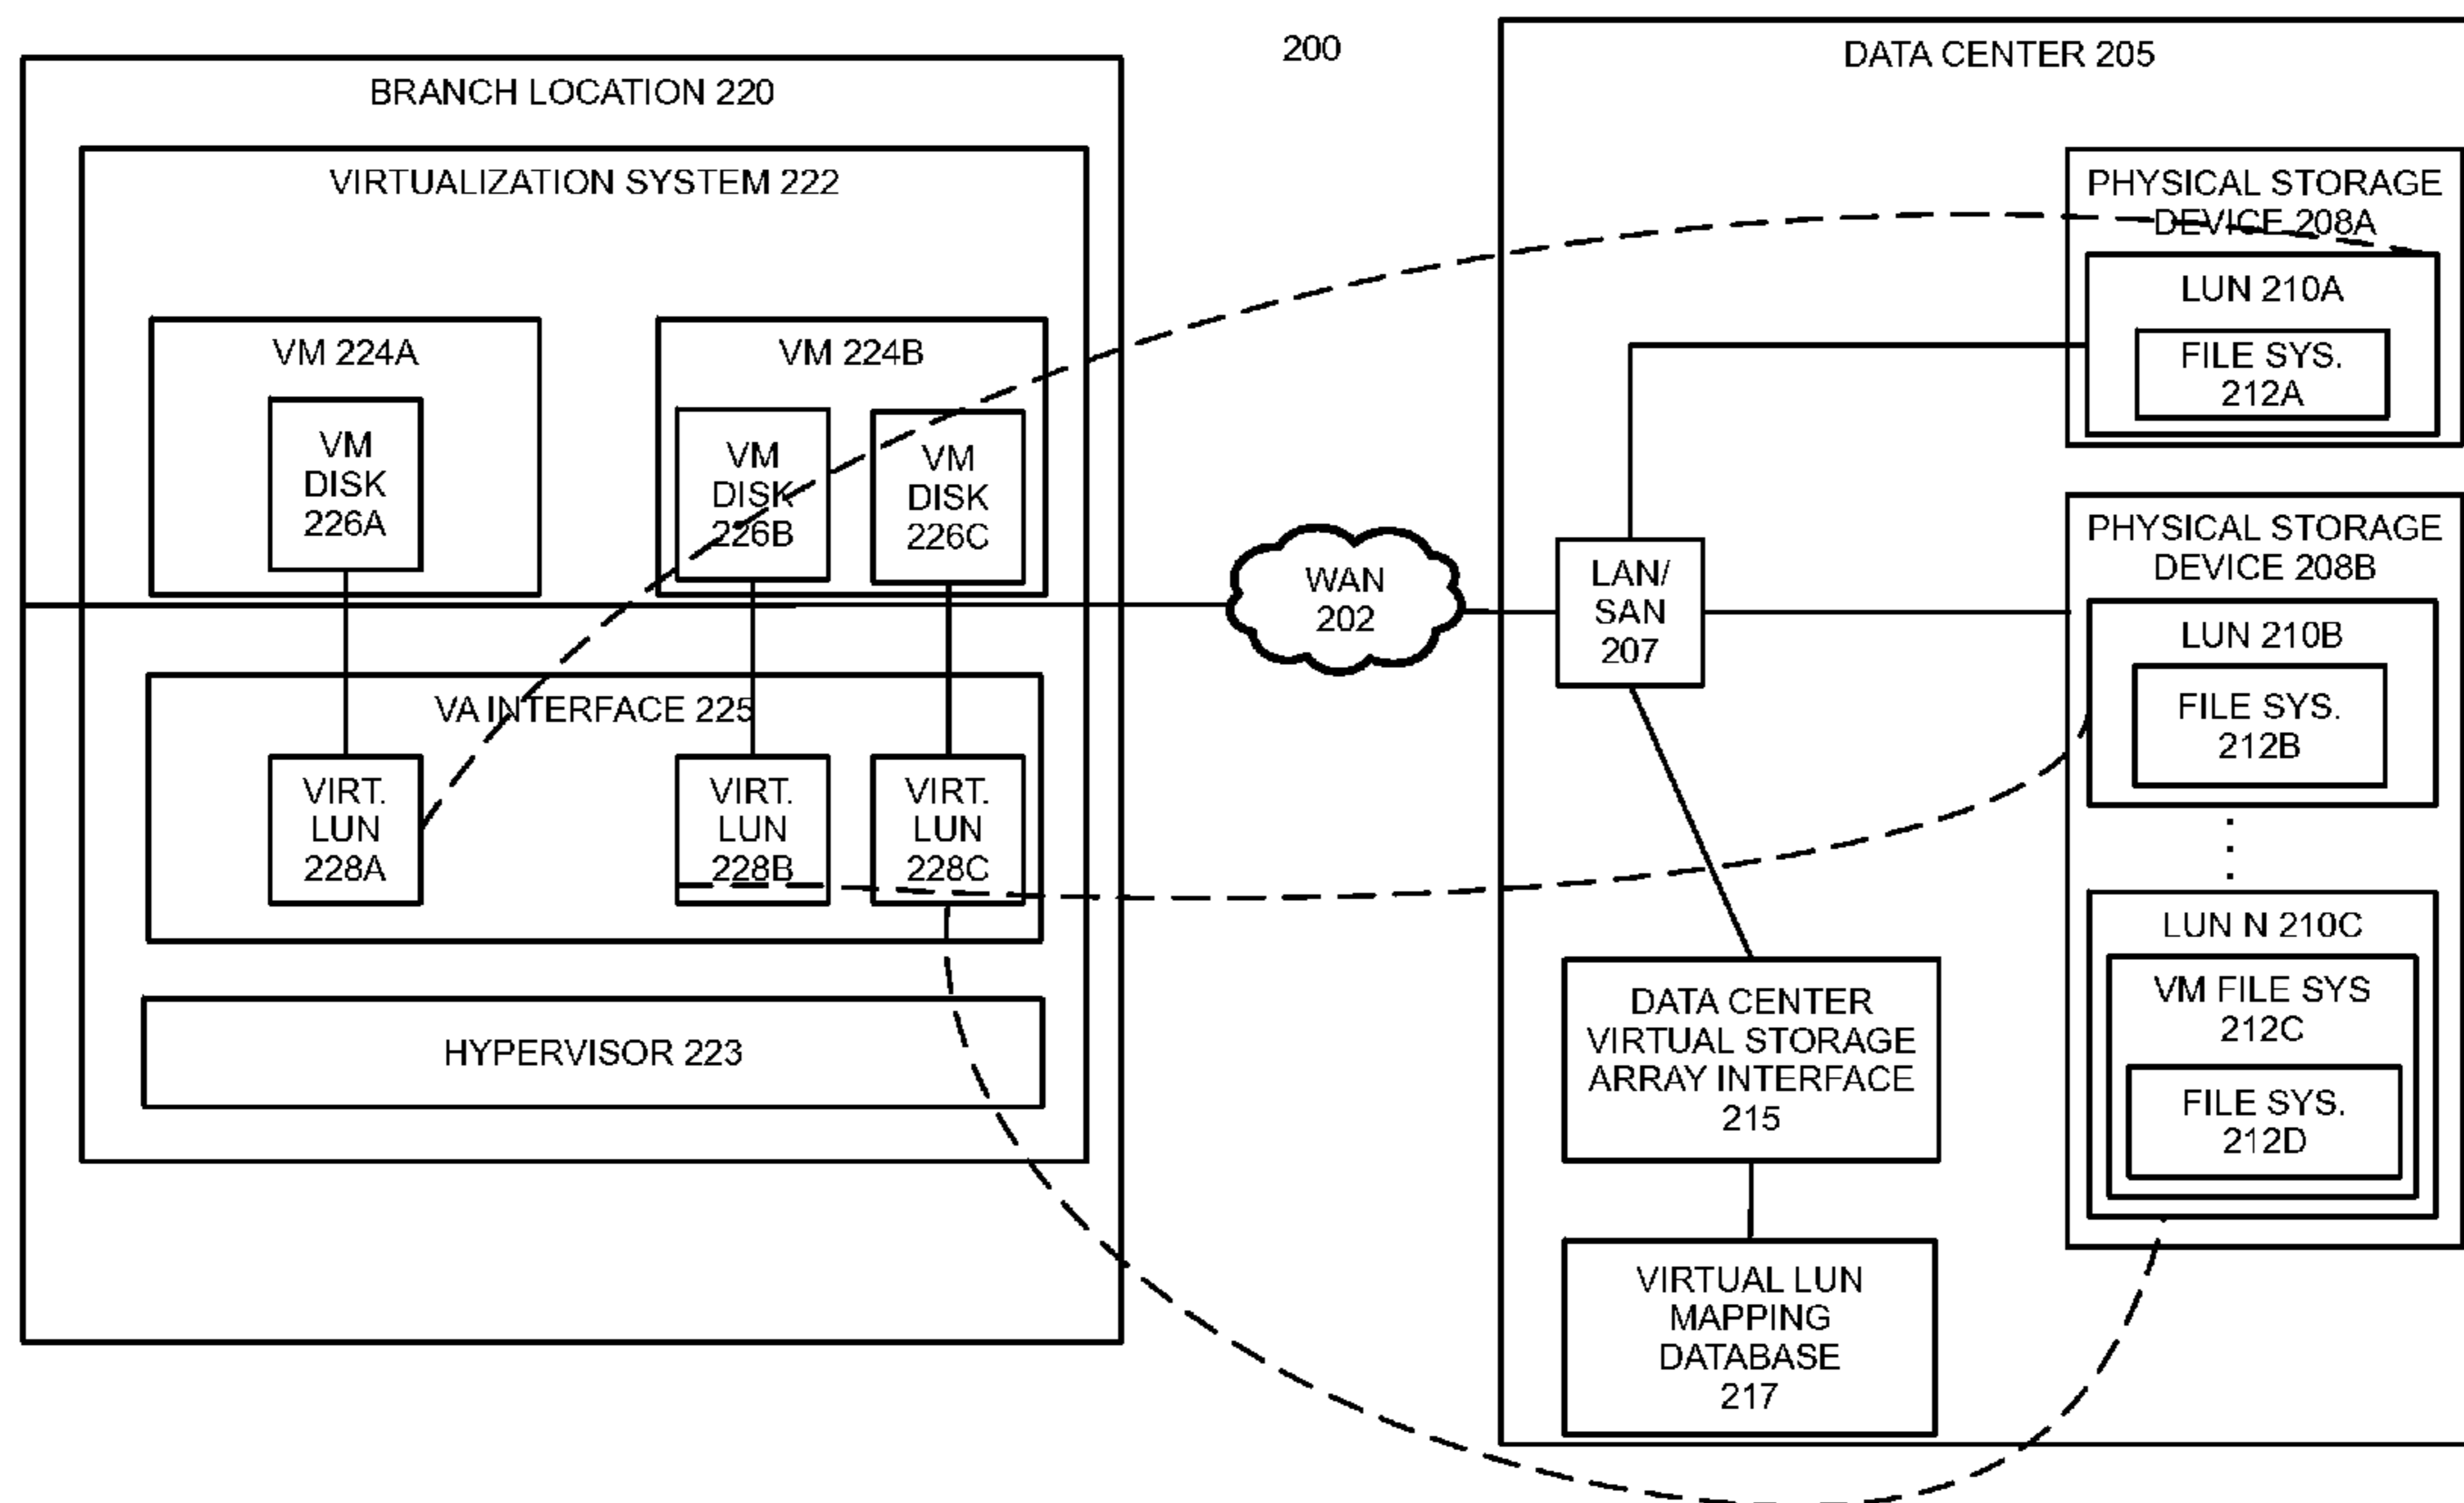 200
BRANCH LOCATION 220
VIRTUALIZATION SYSTEM 222
VM 224A
VM
DISK
226A
VM 224B
VM
DISK
226B
VM
DISK
226C
VA INTERFACE 225
VIRT.
LUN
228A
VIRT.
LUN
228B
VIRT.
LUN
228C
HYPERVISOR 223
WAN
202
DATA CENTER 205
LAN/
SAN
207
PHYSICAL STORAGE
DEVICE 208A
LUN 210A
FILE SYS.
212A
PHYSICAL STORAGE
DEVICE 208B
LUN 210B
FILE SYS.
212B
LUN N 210C
VM FILE SYS
212C
FILE SYS.
212D
DATA CENTER
VIRTUAL STORAGE
ARRAY INTERFACE
215
VIRTUAL LUN
MAPPING
DATABASE
217